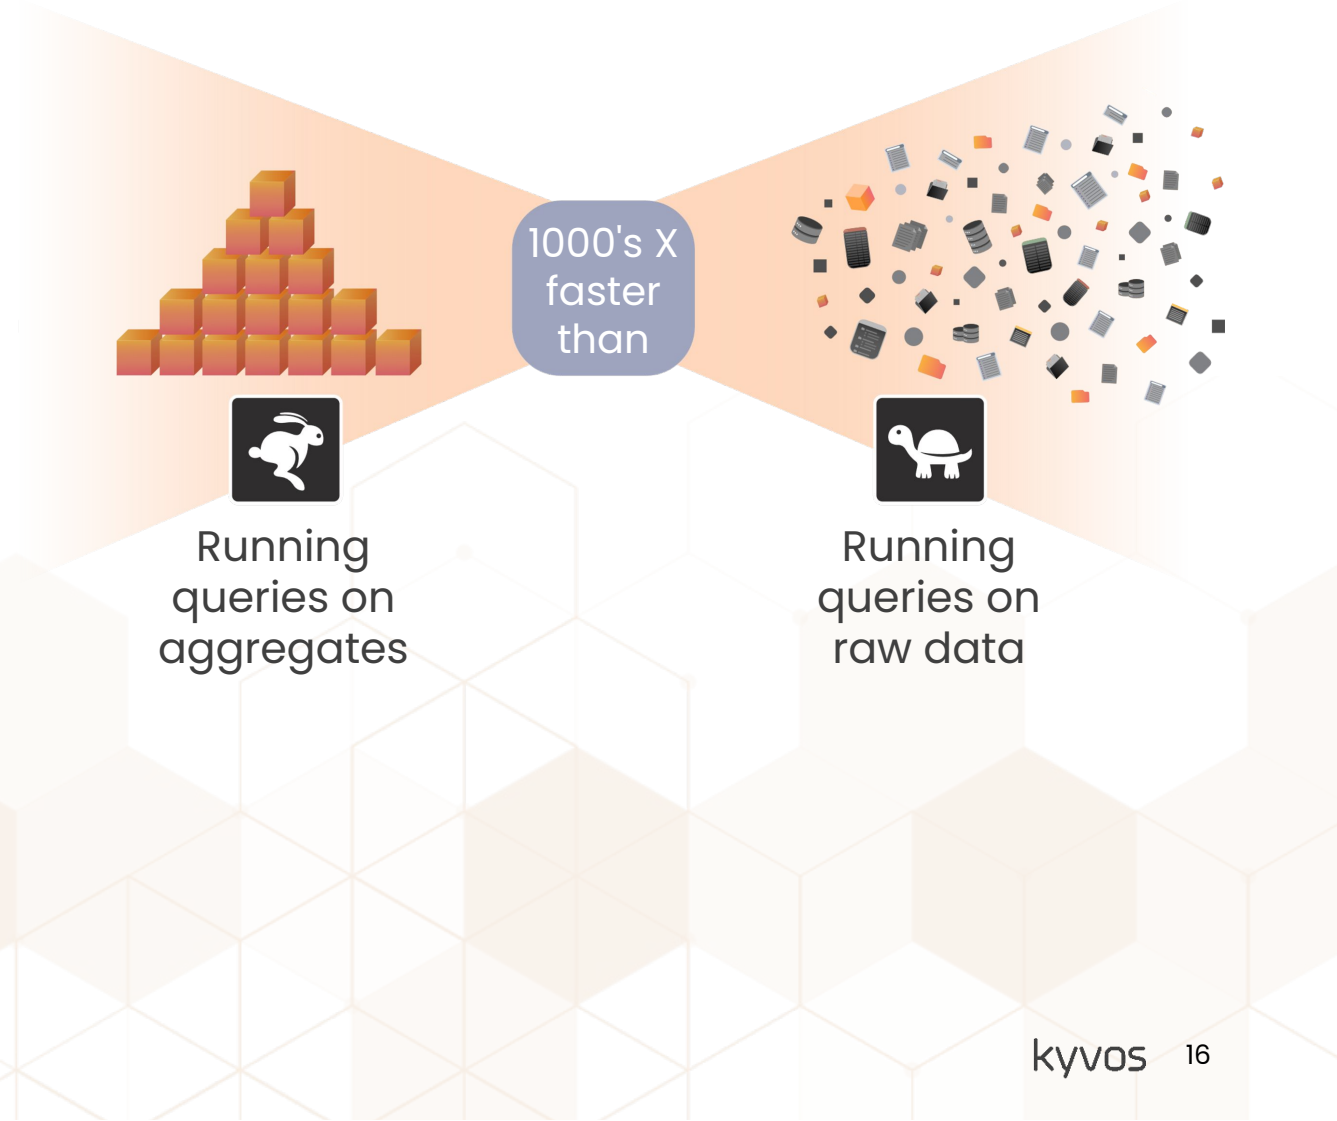 1000's X
faster
than
Running
queries on
aggregates
Running
queries on
raw data
kyvos 16